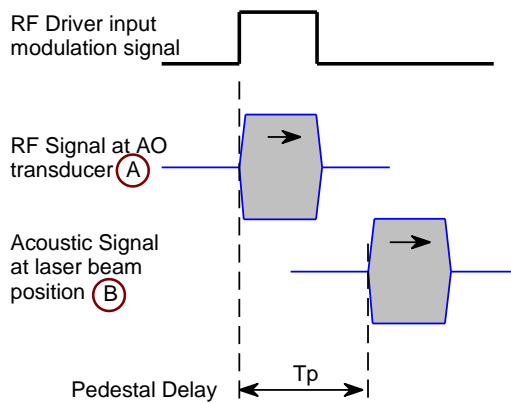 RF Driver input
modulation signal
RF Signal at AO
transducer A
Acoustic Signal
at laser beam
position B
Tp
Pedestal Delay